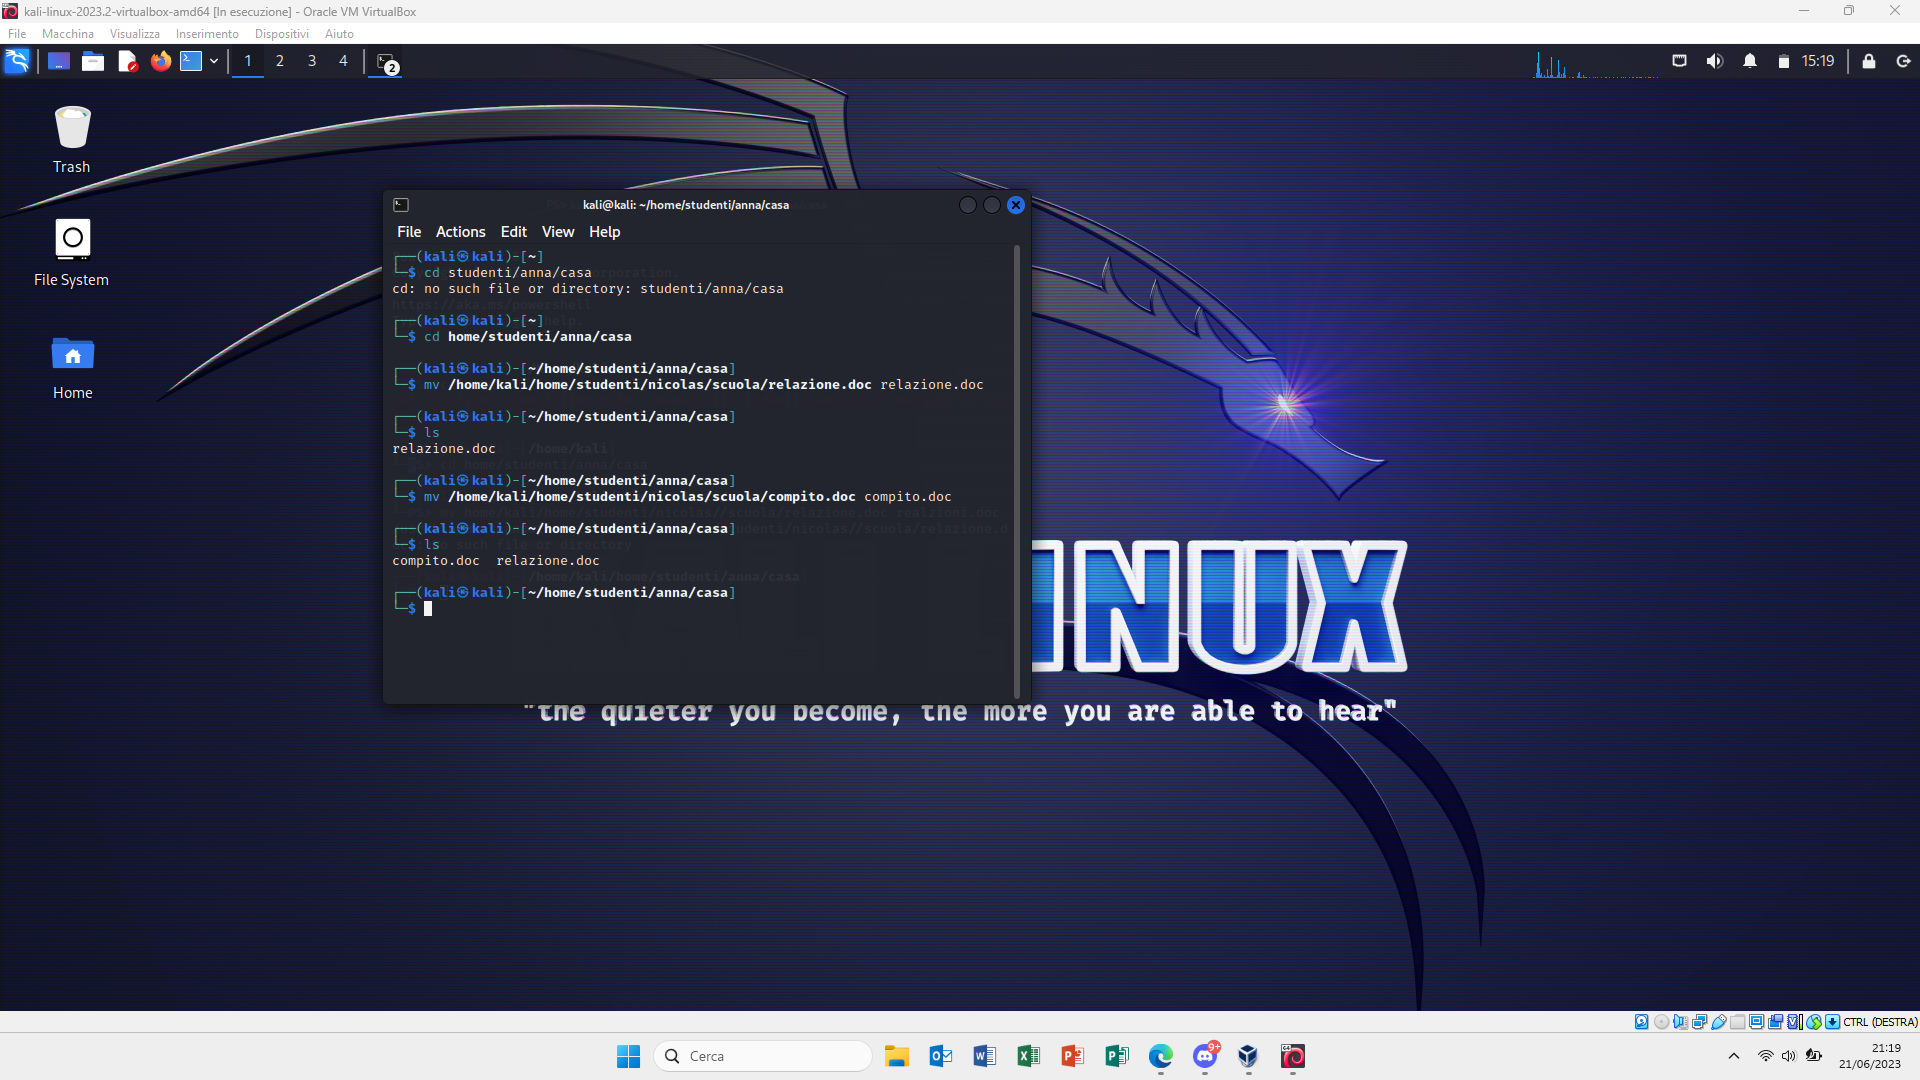 kali-linux-2023.2-virtualbox-amd64 [In esecuzione] - Oracle VM VirtualBox
File Macchina Visualizza Inserimento Dispositivi Aiuto
1 2 3 4 2 15:19
Trash
File System
Home
kali@kali: ~/home/studenti/anna/casa
File Actions Edit View Help
┌──(kali㉿kali)-[~]
└─$ cd studenti/anna/casa
cd: no such file or directory: studenti/anna/casa
┌──(kali㉿kali)-[~]
└─$ cd home/studenti/anna/casa
┌──(kali㉿kali)-[~/home/studenti/anna/casa]
└─$ mv /home/kali/home/studenti/nicolas/scuola/relazione.doc relazione.doc
┌──(kali㉿kali)-[~/home/studenti/anna/casa]
└─$ ls
relazione.doc
┌──(kali㉿kali)-[~/home/studenti/anna/casa]
└─$ mv /home/kali/home/studenti/nicolas/scuola/compito.doc compito.doc
┌──(kali㉿kali)-[~/home/studenti/anna/casa]
└─$ ls
compito.doc  relazione.doc
┌──(kali㉿kali)-[~/home/studenti/anna/casa]
└─$
INUX
"the quieter you become, the more you are able to hear"
CTRL (DESTRA)
Cerca
9+
21:19
21/06/2023